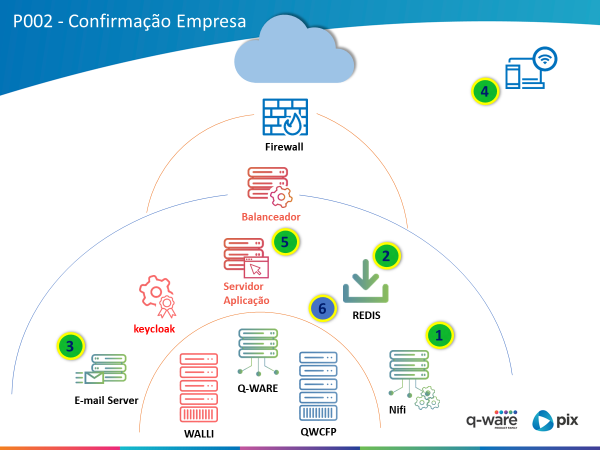 P002 - Confirmação Empresa
4
Firewall
Balanceador
5
Servidor
Aplicação
2
REDIS
keycloak
6
3
1
E-mail Server
Q-WARE
Nifi
WALLI
QWCFP
q-ware
pix